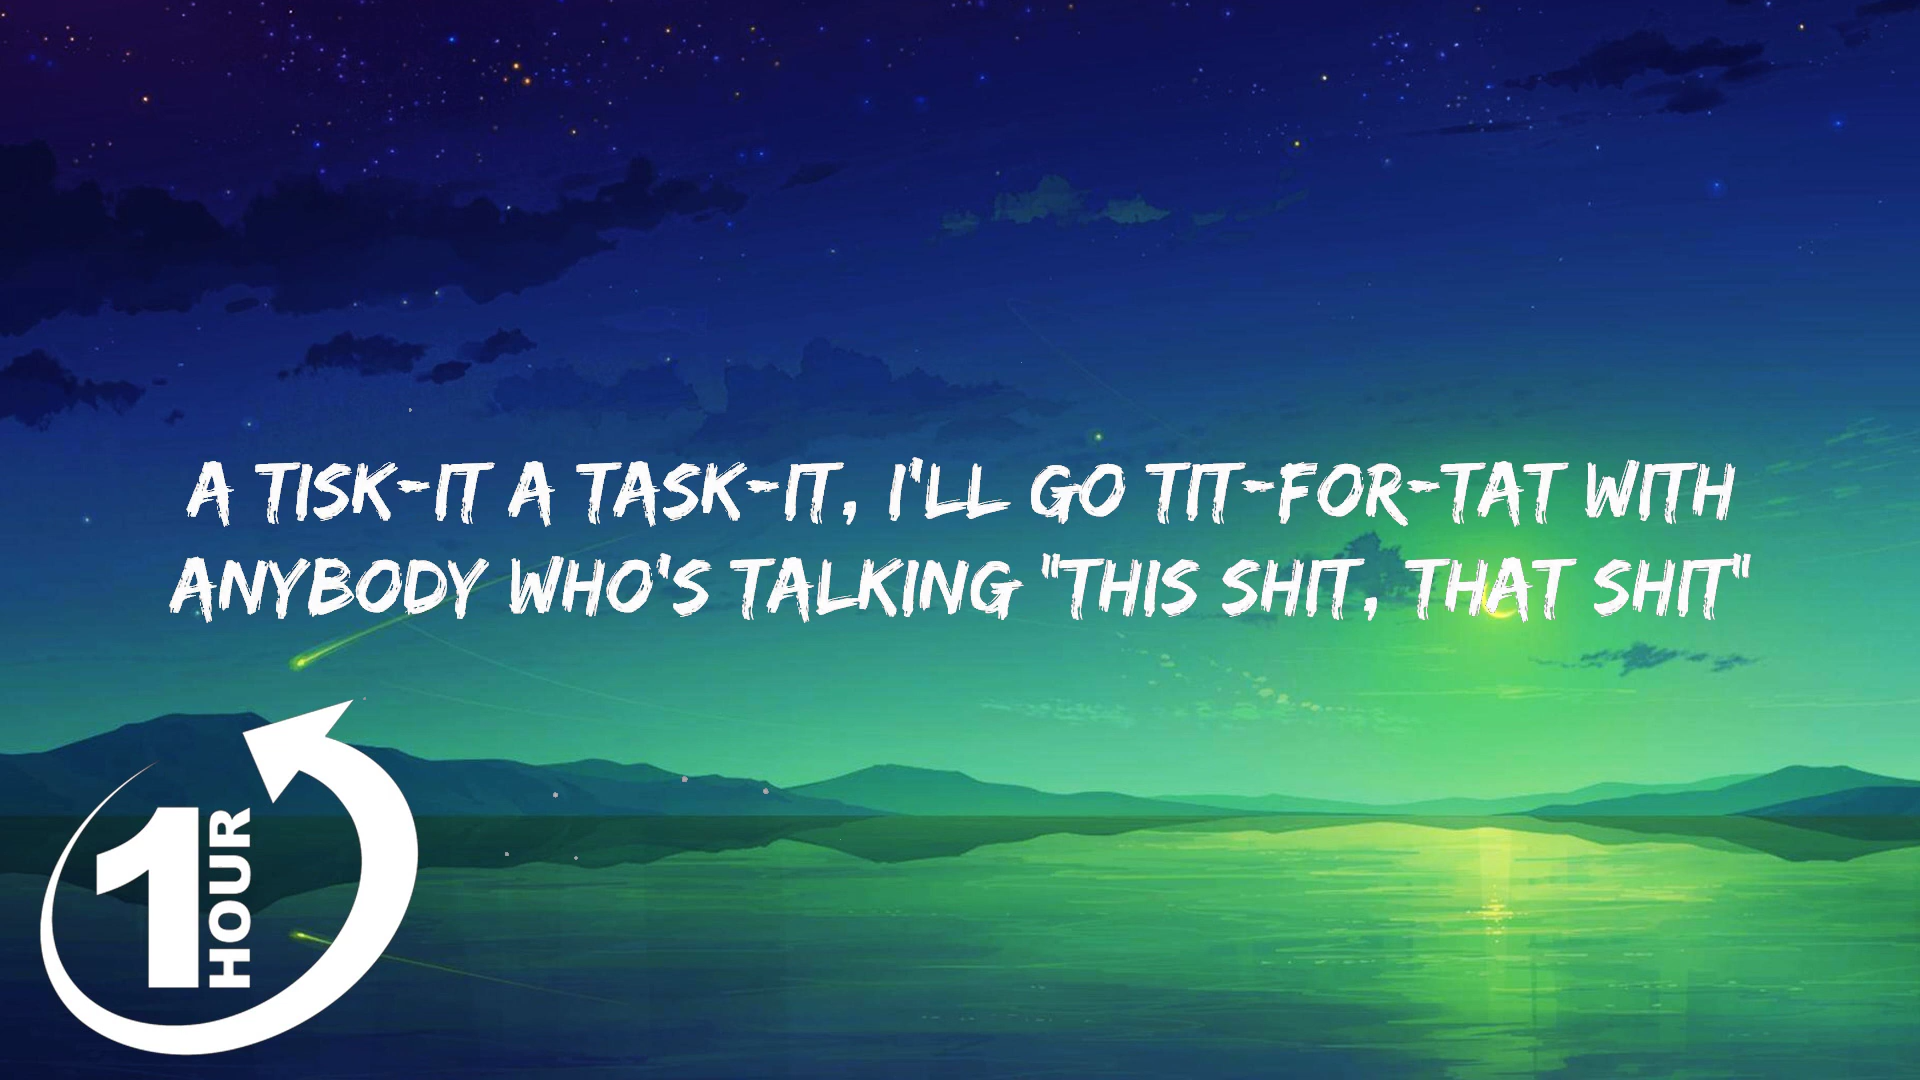 A TISK-IT A TASK-IT, I'LL GO TIT-FOR-TAT WITH
ANYBODY WHO'S TALKING "THIS SHIT, THAT SHIT"
1 HOUR